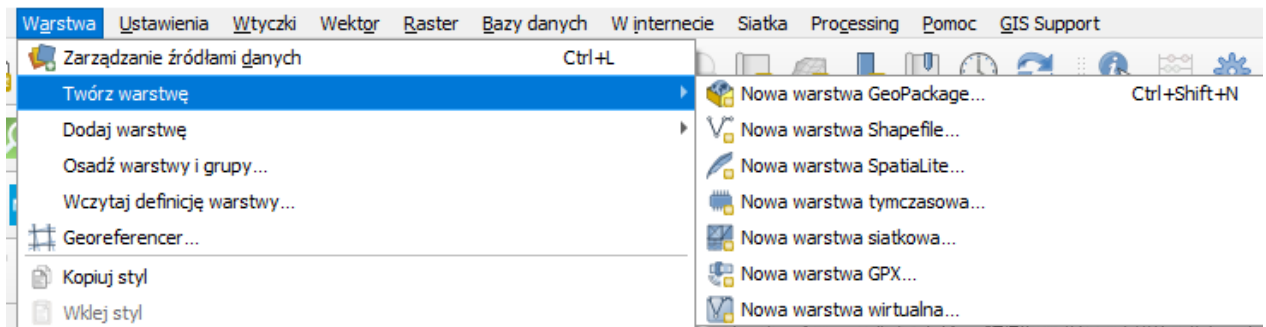 Warstwa Ustawienia Wtyczki Wektor Raster Bazy danych W internecie Siatka Processing Pomoc GIS Support
Zarządzanie źródłami danych Ctrl+L
Twórz warstwę
Dodaj warstwę
Osadź warstwy i grupy...
Wczytaj definicję warstwy...
Georeferencer...
Kopiuj styl
Wklej styl
Nowa warstwa GeoPackage... Ctrl+Shift+N
Nowa warstwa Shapefile...
Nowa warstwa SpatiaLite...
Nowa warstwa tymczasowa...
Nowa warstwa siatkowa...
Nowa warstwa GPX...
Nowa warstwa wirtualna...